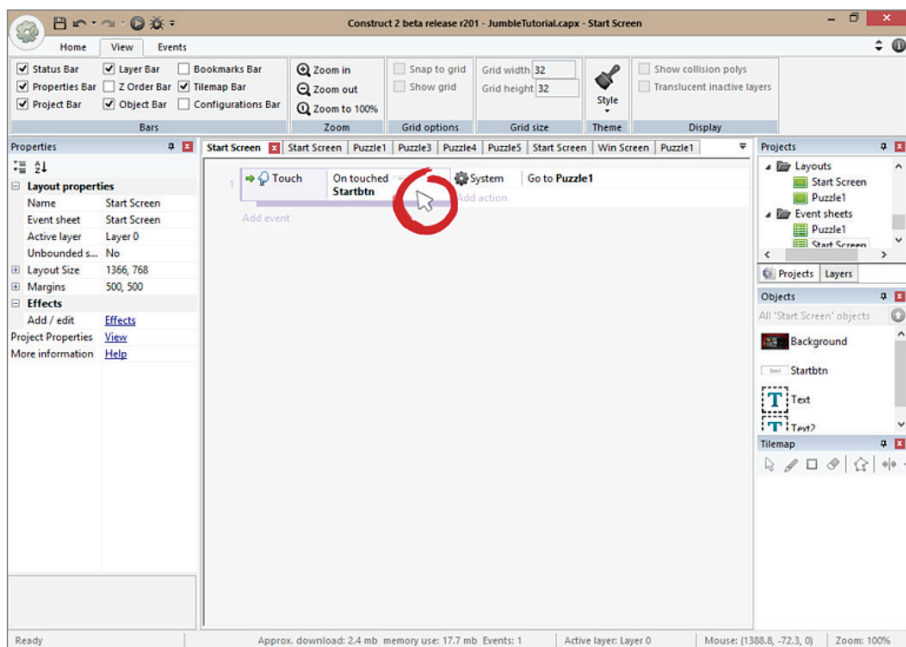 Construct 2 beta release r201 - JumbleTutorial.capx - Start Screen
Home View Events
Status Bar Layer Bar Bookmarks Bar
Properties Bar Z Order Bar Tilemap Bar
Project Bar Object Bar Configurations Bar
Bars
Zoom in
Zoom out
Zoom to 100%
Zoom
Snap to grid
Show grid
Grid options
Grid width 32
Grid height 32
Grid size
Style
Theme
Show collision polys
Translucent inactive layers
Display
Properties
Layout properties
Name Start Screen
Event sheet Start Screen
Active layer Layer 0
Unbounded s... No
Layout Size 1366, 768
Margins 500, 500
Effects
Add / edit Effects
Project Properties View
More information Help
Start Screen Start Screen Puzzle1 Puzzle3 Puzzle4 Puzzle5 Start Screen Win Screen Puzzle1
1 Touch On touched System Go to Puzzle1
Startbtn Add action
Add event
Projects
Layouts
Start Screen
Puzzle1
Event sheets
Puzzle1
Start Screen
Projects Layers
Objects
All 'Start Screen' objects
Background
Start Startbtn
T Text
T Text2
Tilemap
Ready Approx. download: 2.4 mb memory use: 17.7 mb Events: 1 Active layer: Layer 0 Mouse: (1388.8, -72.3, 0) Zoom: 100%